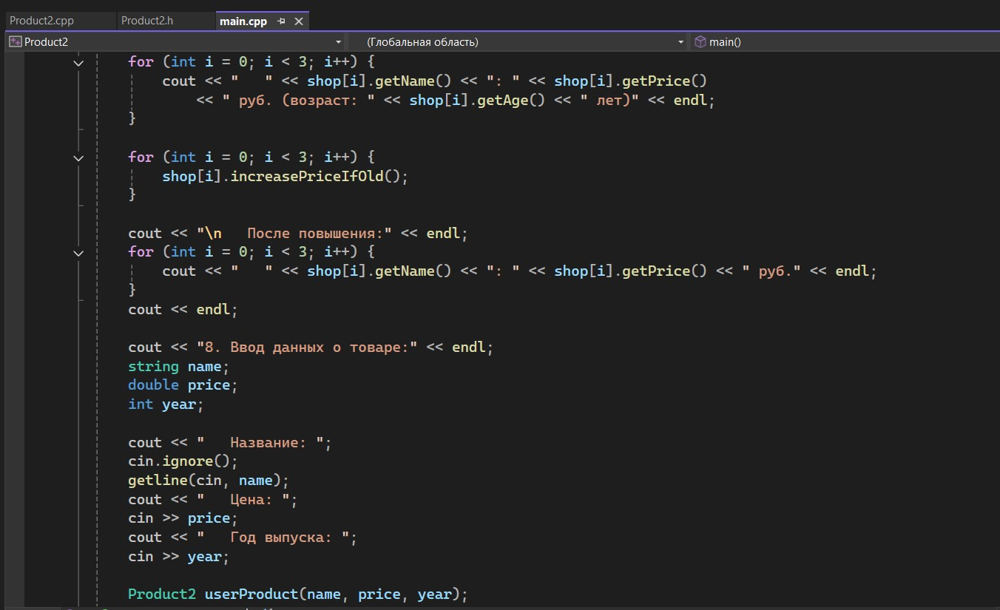 Product2.cpp Product2.h main.cpp
Product2 (Глобальная область) main()
for (int i = 0; i < 3; i++) {
cout << "   " << shop[i].getName() << ": " << shop[i].getPrice()
<< " руб. (возраст: " << shop[i].getAge() << " лет)" << endl;
}
for (int i = 0; i < 3; i++) {
shop[i].increasePriceIfOld();
}
cout << "\n   После повышения:" << endl;
for (int i = 0; i < 3; i++) {
cout << "   " << shop[i].getName() << ": " << shop[i].getPrice() << " руб." << endl;
}
cout << endl;
cout << "8. Ввод данных о товаре:" << endl;
string name;
double price;
int year;
cout << "   Название: ";
cin.ignore();
getline(cin, name);
cout << "   Цена: ";
cin >> price;
cout << "   Год выпуска: ";
cin >> year;
Product2 userProduct(name, price, year);